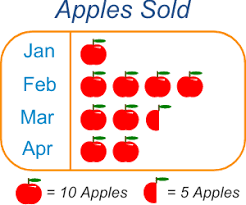 Apples Sold
Jan
Feb
Mar
Apr
= 10 Apples = 5 Apples